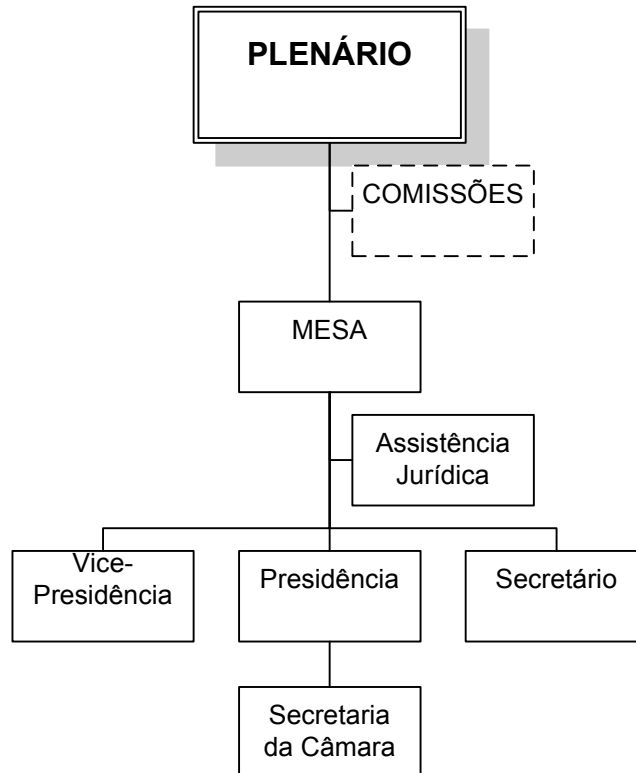 PLENÁRIO
COMISSÕES
MESA
Assistência
Jurídica
Vice-
Presidência
Presidência
Secretário
Secretaria
da Câmara